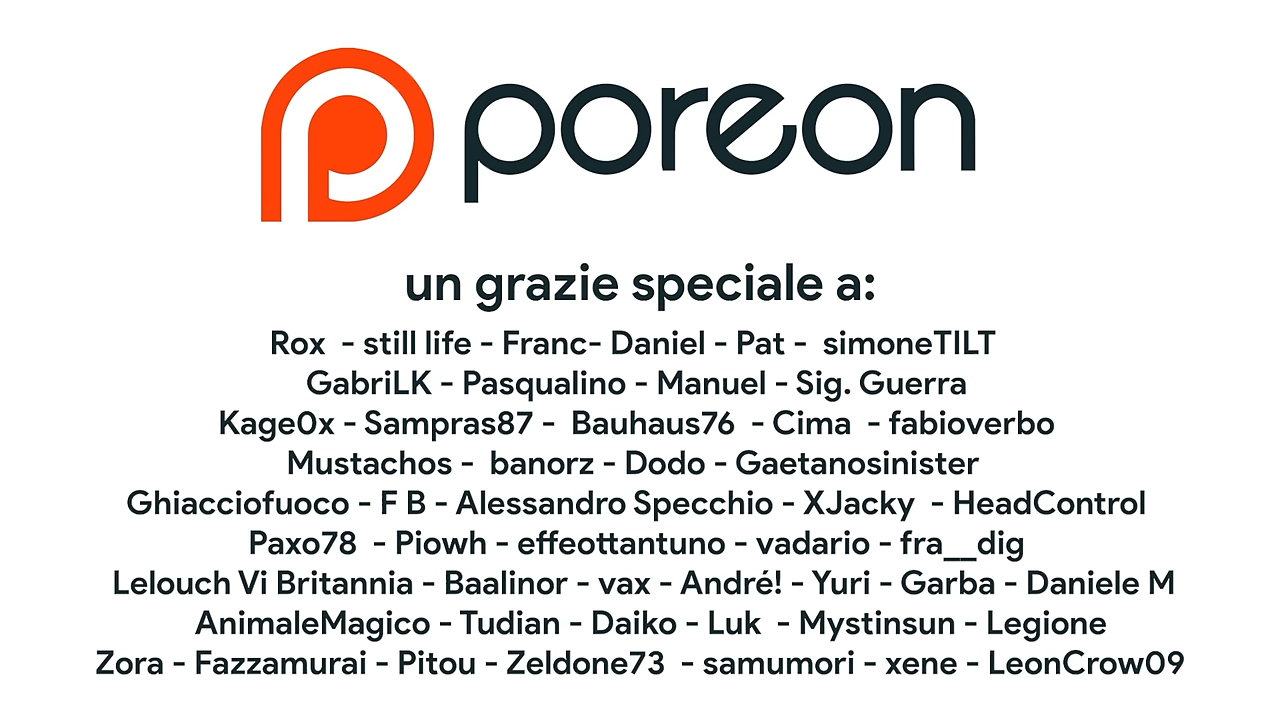 poreon
un grazie speciale a:
Rox - still life - Franc- Daniel - Pat - simoneTILT
GabriLK - Pasqualino - Manuel - Sig. Guerra
Kage0x - Sampras87 - Bauhaus76 - Cima - fabioverbo
Mustachos - banorz - Dodo - Gaetanosinister
Ghiacciofuoco - F B - Alessandro Specchio - XJacky - HeadControl
Paxo78 - Piowh - effeottantuno - vadario - fra__dig
Lelouch Vi Britannia - Baalinor - vax - André! - Yuri - Garba - Daniele M
AnimaleMagico - Tudian - Daiko - Luk - Mystinsun - Legione
Zora - Fazzamurai - Pitou - Zeldone73 - samumori - xene - LeonCrow09